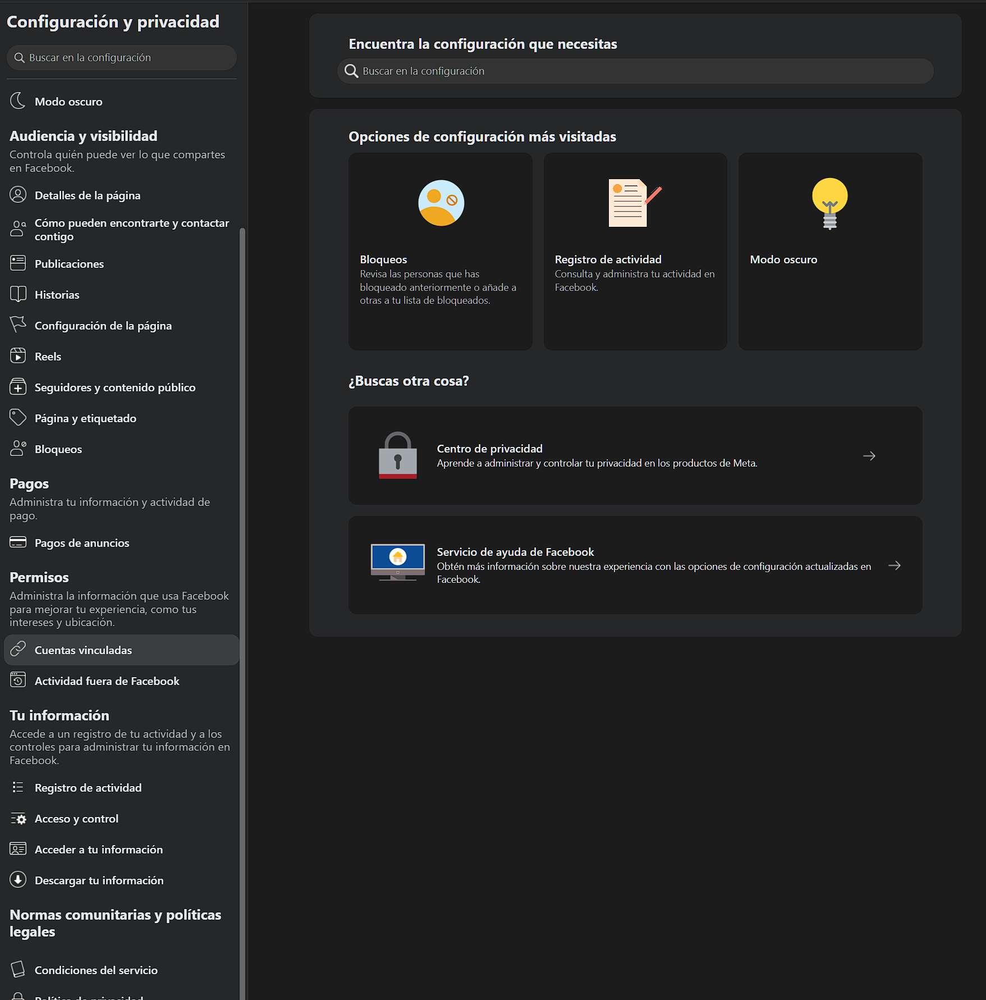 Configuración y privacidad
Buscar en la configuración
Modo oscuro
Audiencia y visibilidad
Controla quién puede ver lo que compartes
en Facebook.
Detalles de la página
Cómo pueden encontrarte y contactar
contigo
Publicaciones
Historias
Configuración de la página
Reels
Seguidores y contenido público
Página y etiquetado
Bloqueos
Pagos
Administra tu información y actividad de
pago.
Pagos de anuncios
Permisos
Administra la información que usa Facebook
para mejorar tu experiencia, como tus
intereses y ubicación.
Cuentas vinculadas
Actividad fuera de Facebook
Tu información
Accede a un registro de tu actividad y a los
controles para administrar tu información en
Facebook.
Registro de actividad
Acceso y control
Acceder a tu información
Descargar tu información
Normas comunitarias y políticas
legales
Condiciones del servicio
Política de privacidad
Encuentra la configuración que necesitas
Buscar en la configuración
Opciones de configuración más visitadas
Bloqueos
Revisa las personas que has
bloqueado anteriormente o añade a
otras a tu lista de bloqueados.
Registro de actividad
Consulta y administra tu actividad en
Facebook.
Modo oscuro
¿Buscas otra cosa?
Centro de privacidad
Aprende a administrar y controlar tu privacidad en los productos de Meta.
Servicio de ayuda de Facebook
Obtén más información sobre nuestra experiencia con las opciones de configuración actualizadas en
Facebook.